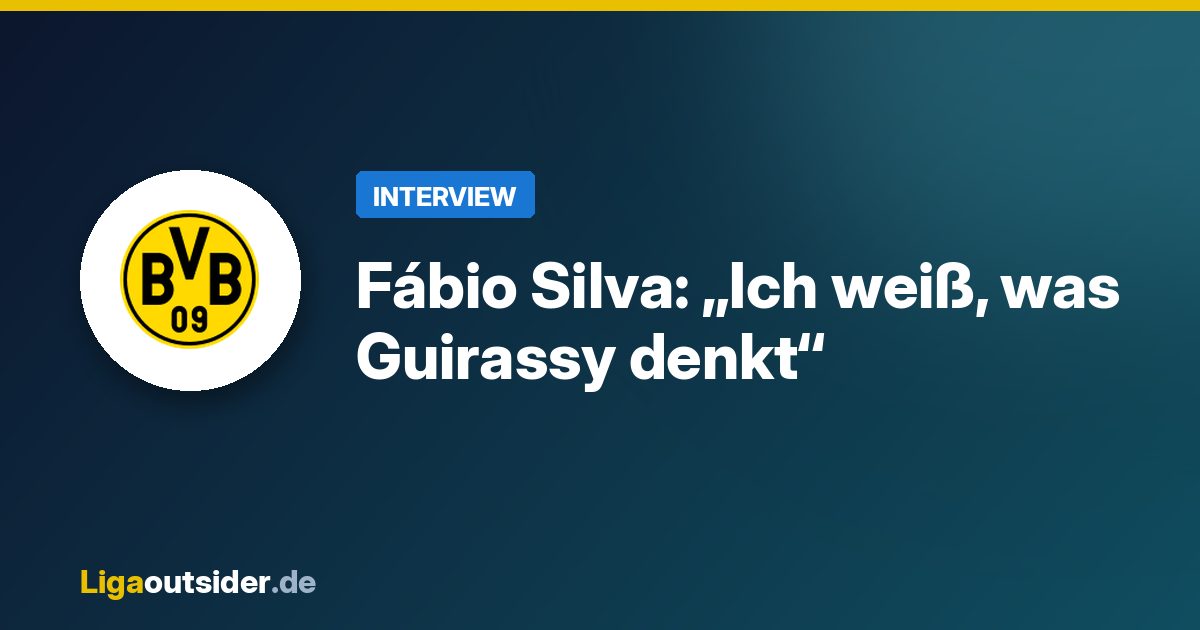 BVB
09
INTERVIEW
Fábio Silva: „Ich weiß, was
Guirassy denkt“
Ligaoutsider.de